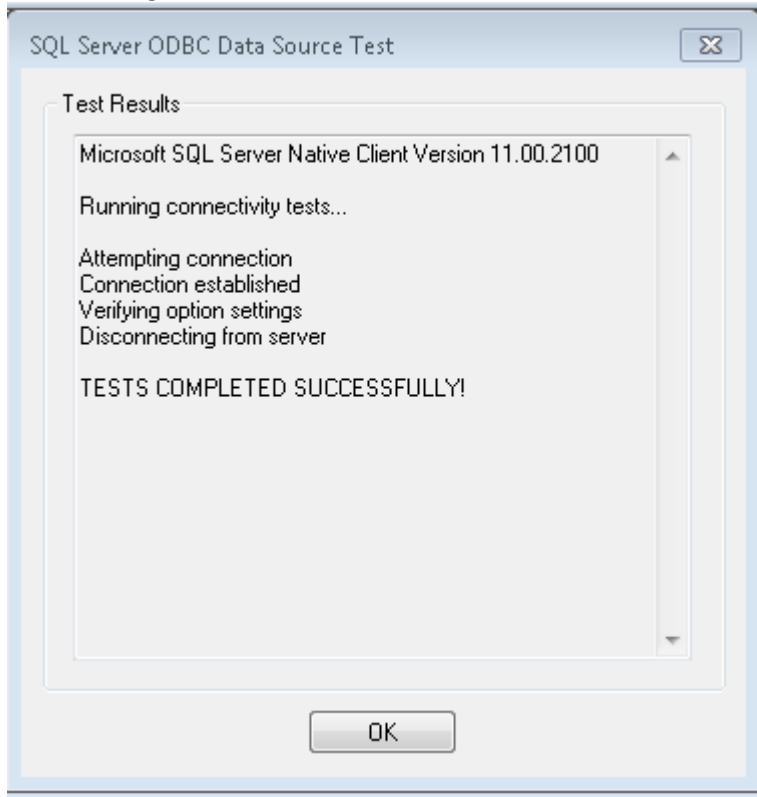 SQL Server ODBC Data Source Test
Test Results
Microsoft SQL Server Native Client Version 11.00.2100
Running connectivity tests...
Attempting connection
Connection established
Verifying option settings
Disconnecting from server
TESTS COMPLETED SUCCESSFULLY!
OK